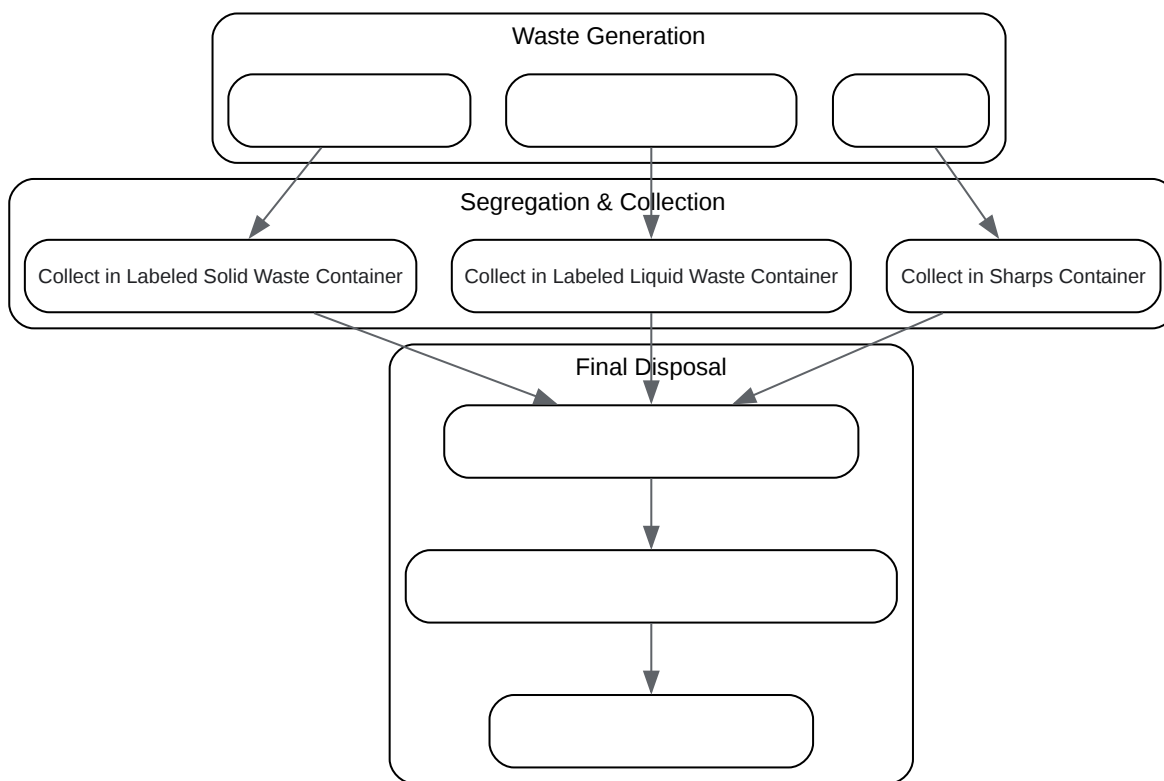 Waste Generation
Segregation & Collection
Collect in Labeled Solid Waste Container
Collect in Labeled Liquid Waste Container
Collect in Sharps Container
Final Disposal